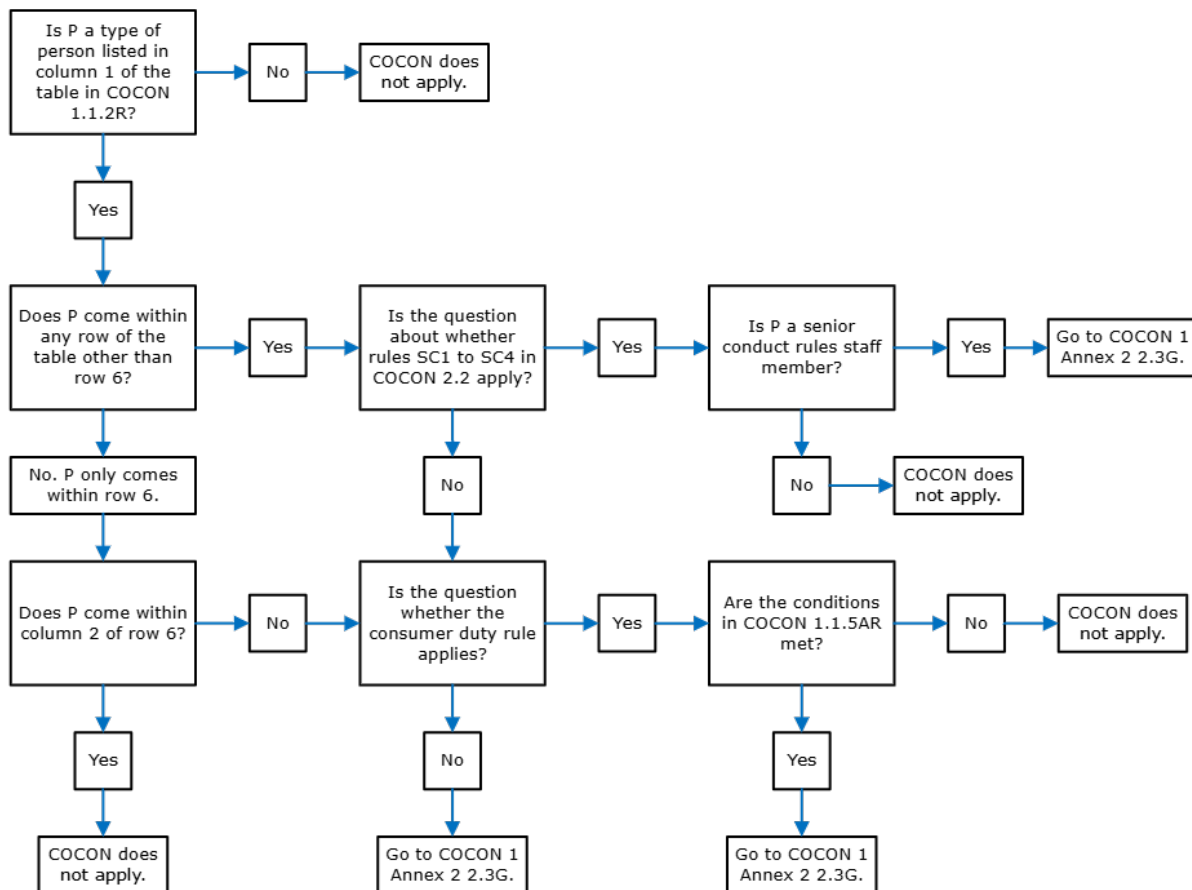 Is P a type of
person listed in
column 1 of the
table in COCON
1.1.2R?
No
COCON does
not apply.
Yes
Does P come within
any row of the
table other than
row 6?
Yes
Is the question
about whether
rules SC1 to SC4 in
COCON 2.2 apply?
Yes
Is P a senior
conduct rules staff
member?
Yes
Go to COCON 1
Annex 2 2.3G.
No. P only comes
within row 6.
No
No
COCON does
not apply.
Does P come within
column 2 of row 6?
No
Is the question
whether the
consumer duty rule
applies?
Yes
Are the conditions
in COCON 1.1.5AR
met?
No
COCON does
not apply.
Yes
No
Yes
COCON does
not apply.
Go to COCON 1
Annex 2 2.3G.
Go to COCON 1
Annex 2 2.3G.